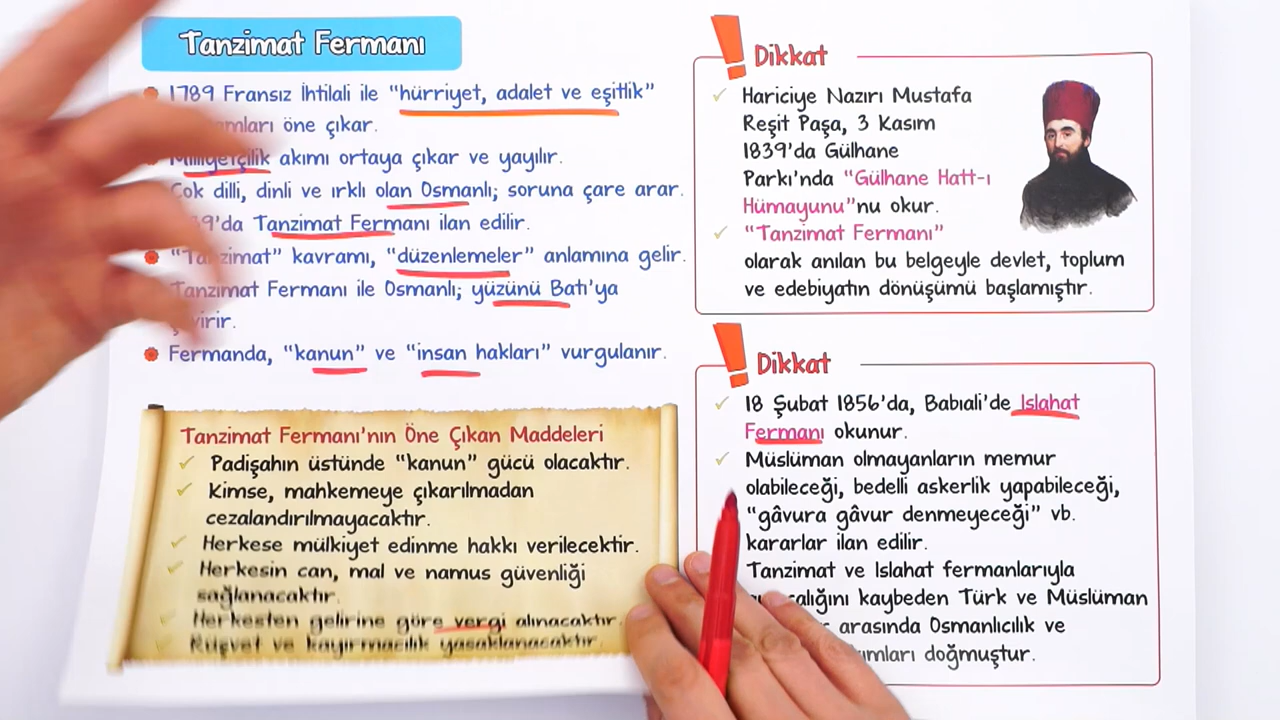 Tanzimat Fermanı
1789 Fransız İhtilali ile “hürriyet, adalet ve eşitlik”
öne çıkar.
Milliyetçilik akımı ortaya çıkar ve yayılır.
Çok dilli, dinli ve ırklı olan Osmanlı; soruna çare arar.
Tanzimat Fermanı ilan edilir.
“Tanzimat” kavramı, “düzenlemeler” anlamına gelir.
Tanzimat Fermanı ile Osmanlı; yüzünü Batı’ya
Fermanda, “kanun” ve “insan hakları” vurgulanır.
Tanzimat Fermanı’nın Öne Çıkan Maddeleri
Padişahın üstünde “kanun” gücü olacaktır.
Kimse, mahkemeye çıkarılmadan
cezalandırılmayacaktır.
Herkese mülkiyet edinme hakkı verilecektir.
Herkesin can, mal ve namus güvenliği
sağlanacaktır.
Herkesten gelirine göre vergi alınacaktır.
Rüşvet ve kayırmacılık yasaklanacaktır.
Dikkat
Hariciye Nazırı Mustafa
Reşit Paşa, 3 Kasım
1839’da Gülhane
Parkı’nda “Gülhane Hatt-ı
Hümayunu”nu okur.
“Tanzimat Fermanı”
olarak anılan bu belgeyle devlet, toplum
ve edebiyatın dönüşümü başlamıştır.
Dikkat
18 Şubat 1856’da, Babıali’de Islahat
Fermanı okunur.
Müslüman olmayanların memur
olabileceği, bedelli askerlik yapabileceği,
“gâvura gâvur denmeyeceği” vb.
kararlar ilan edilir.
Tanzimat ve Islahat fermanlarıyla
kaybeden Türk ve Müslüman
arasında Osmanlıcılık ve
doğmuştur.